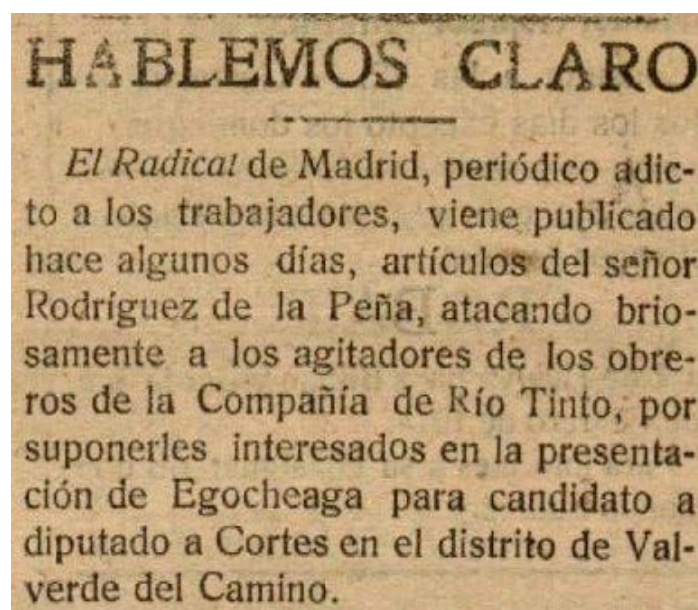 HABLEMOS CLARO
El Radical de Madrid, periódico adic-
to a los trabajadores, viene publicado
hace algunos días, artículos del señor
Rodríguez de la Peña, atacando brio-
samente a los agitadores de los obre-
ros de la Compañía de Río Tinto, por
suponerles interesados en la presenta-
ción de Egocheaga para candidato a
diputado a Cortes en el distrito de Val-
verde del Camino.